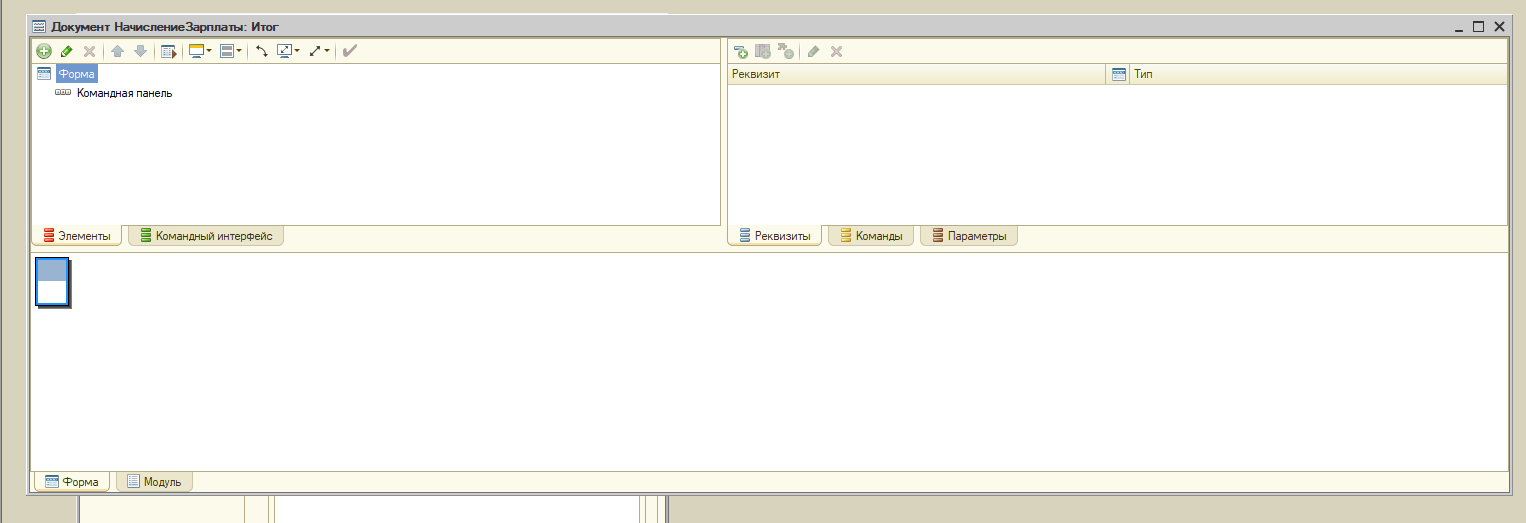 Документ НачислениеЗарплаты: Итог
Форма
Командная панель
Реквизит Тип
Элементы Командный интерфейс
Реквизиты Команды Параметры
Форма Модуль